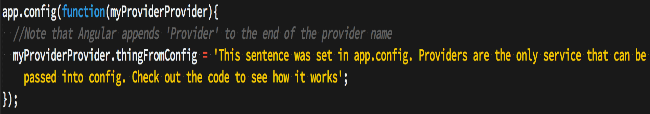 app.config(function(myProviderProvider){
//Note that Angular appends 'Provider' to the end of the provider name
myProviderProvider.thingFromConfig = 'This sentence was set in app.config. Providers are the only service that can be
passed into config. Check out the code to see how it works';
});